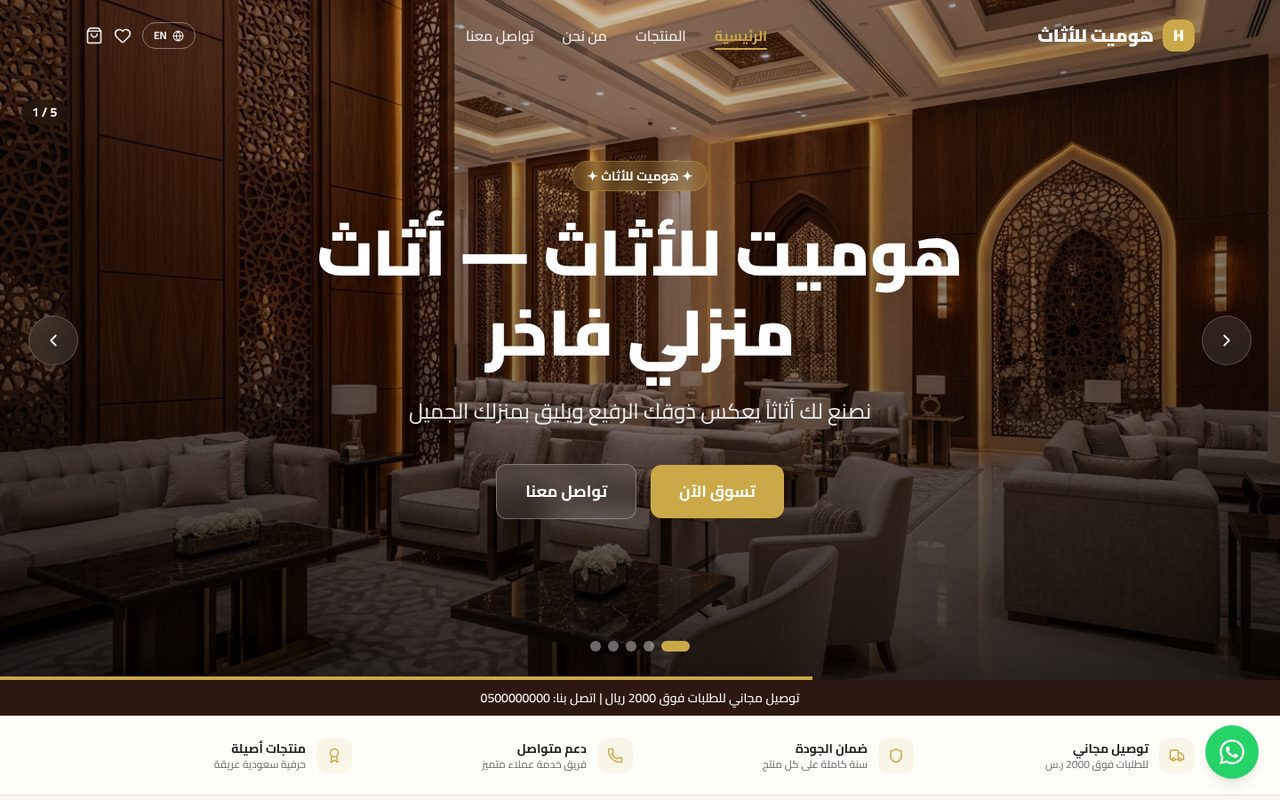 H هوميت للأثاث
الرئيسية
المنتجات
من نحن
تواصل معنا
EN
1 / 5
✦ هوميت للأثاث ✦
هوميت للأثاث — أثاث
منزلي فاخر
نصنع لك أثاثاً يعكس ذوقك الرفيع ويليق بمنزلك الجميل
تسوق الآن
تواصل معنا
توصيل مجاني للطلبات فوق 2000 ريال | اتصل بنا: 0500000000
توصيل مجاني
للطلبات فوق 2000 ر.س
ضمان الجودة
سنة كاملة على كل منتج
دعم متواصل
فريق خدمة عملاء متميز
منتجات أصيلة
حرفية سعودية عريقة